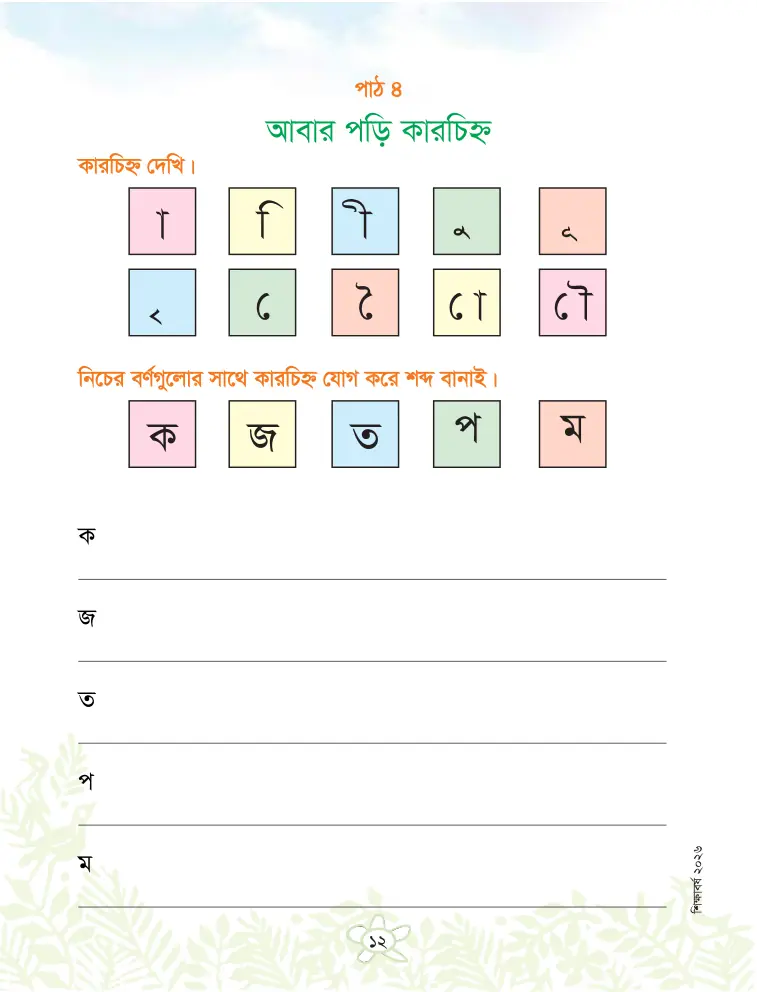 পাঠ ৪
আবার পড়ি কারচিহ্ন
কারচিহ্ন দেখি।
া ি ী ু ূ
ৃ ে ৈ ো ৌ
নিচের বর্ণগুলোর সাথে কারচিহ্ন যোগ করে শব্দ বানাই।
ক জ ত প ম
ক
জ
ত
প
ম
শিক্ষাবর্ষ ২০২৬
১২